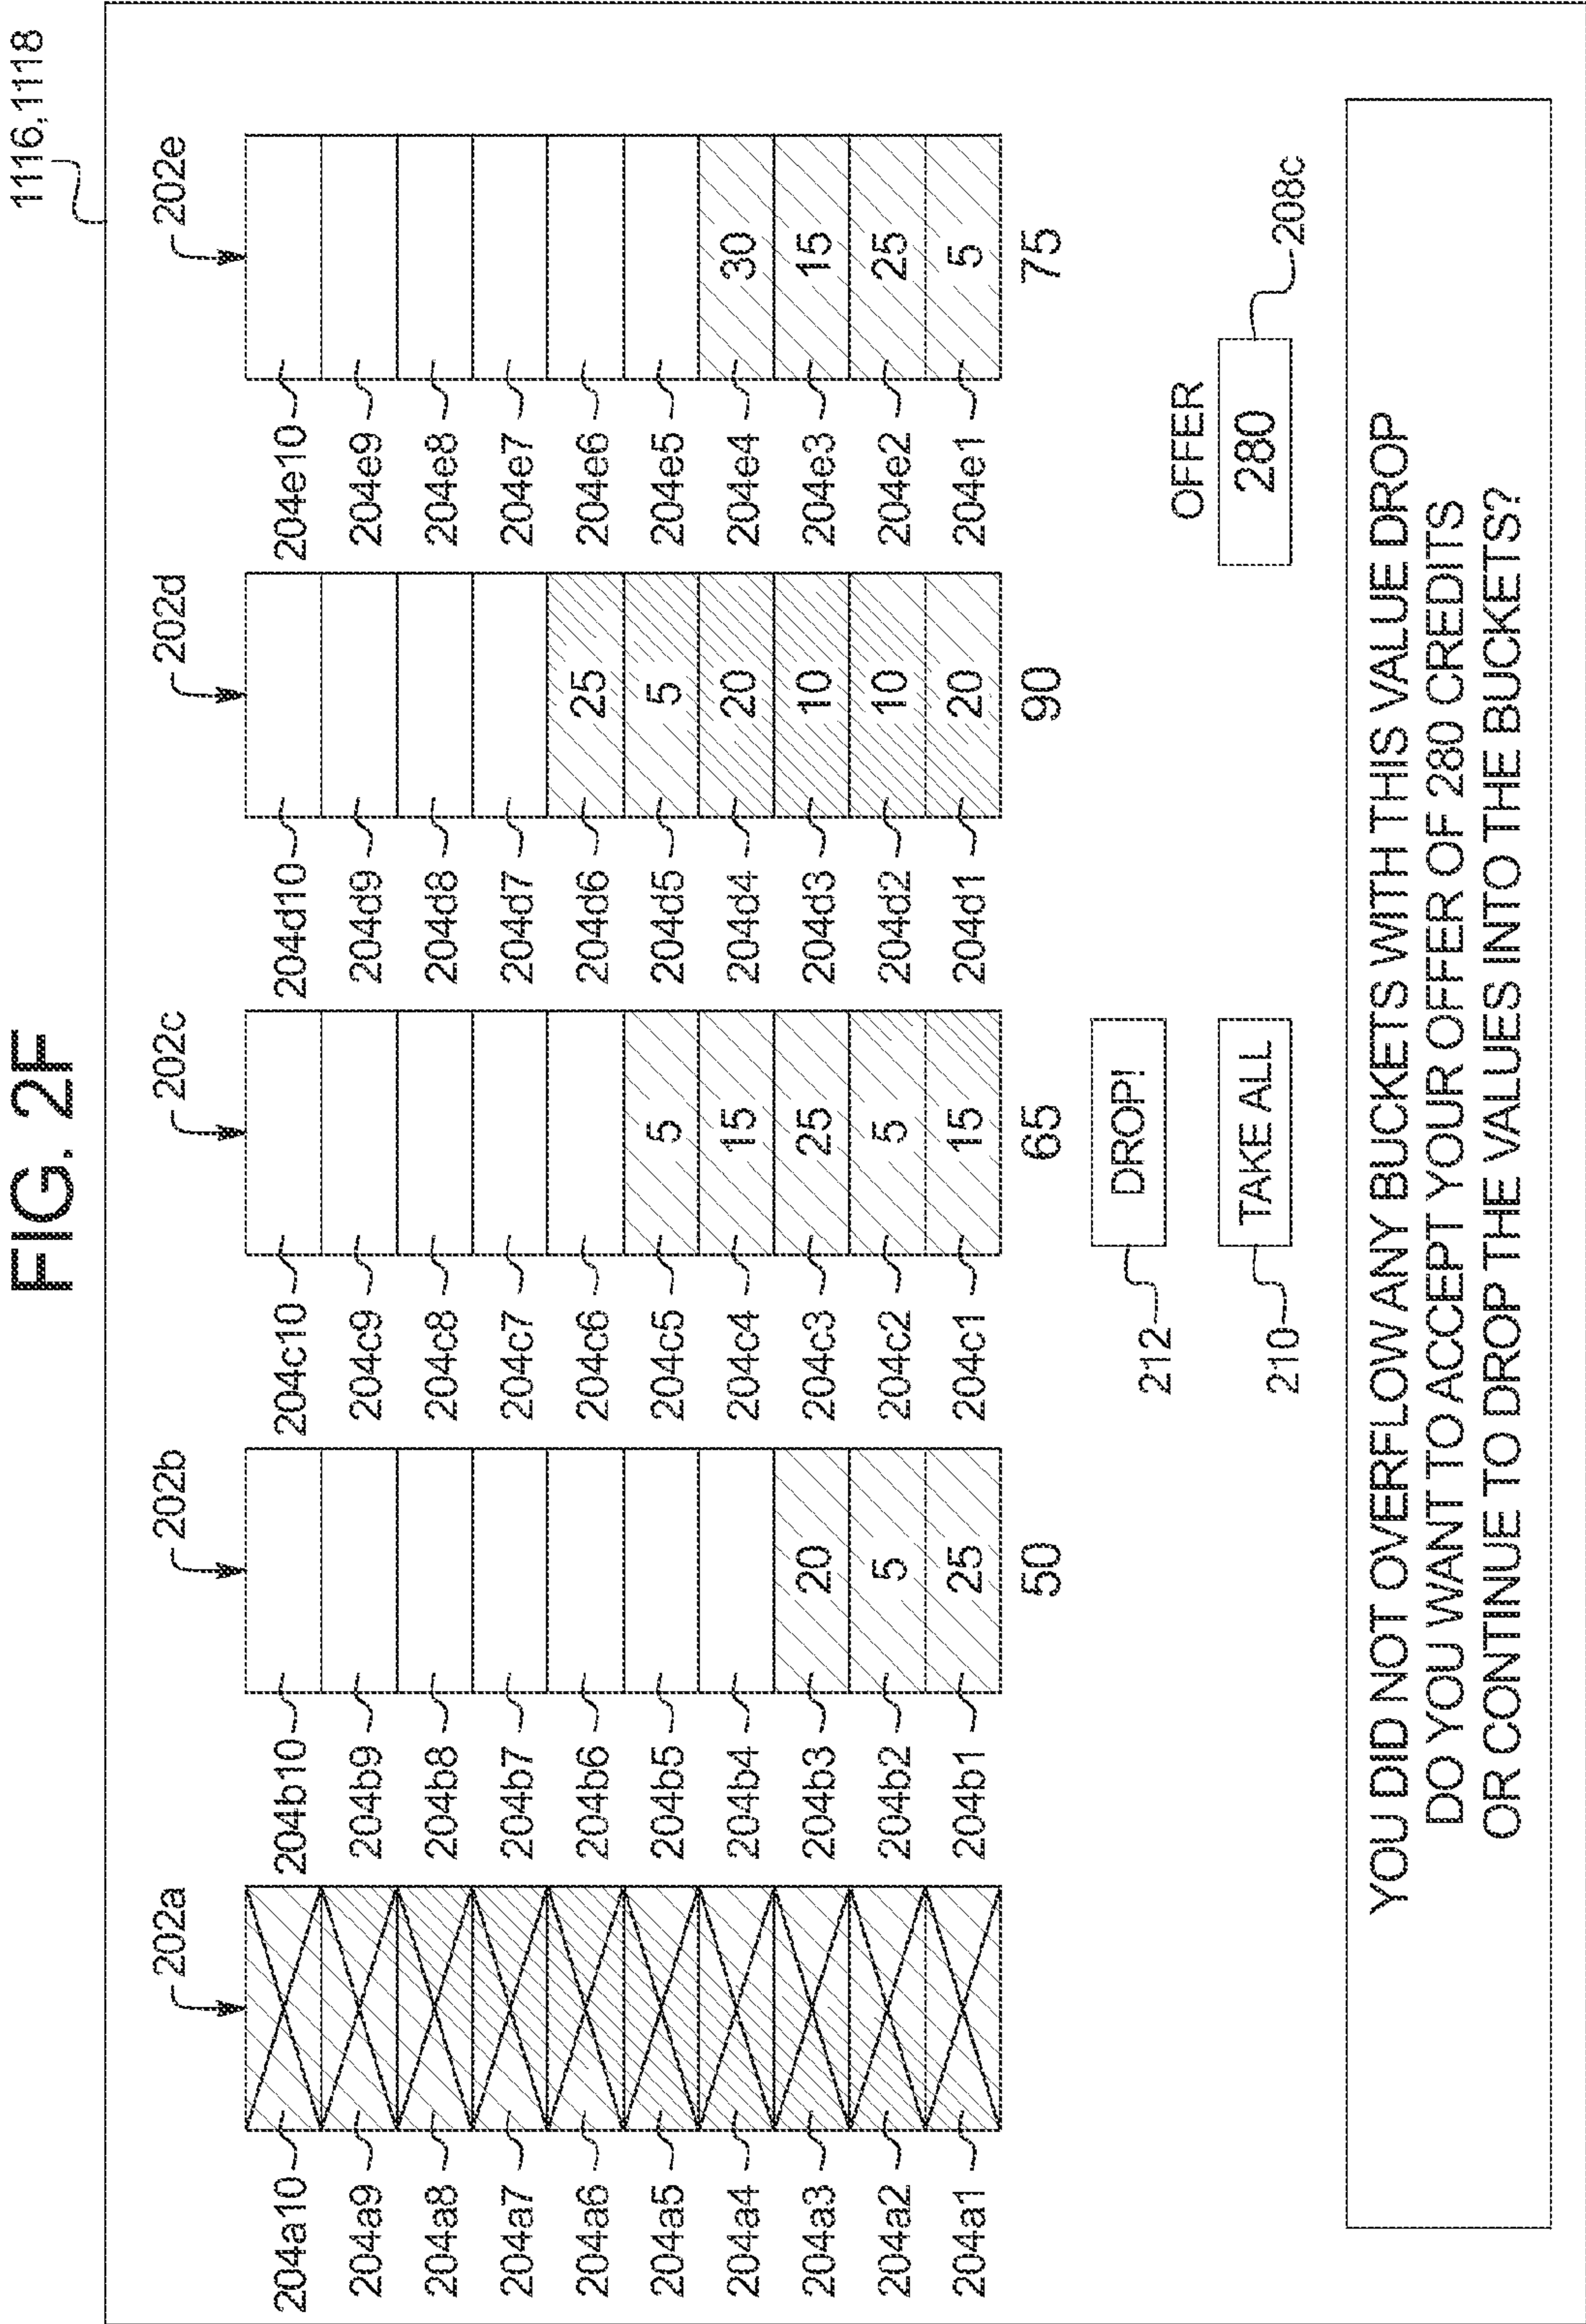 FIG. 2F
1116,1118
202a
202b
202c
202d
202e
204a10
204a9
204a8
204a7
204a6
204a5
204a4
204a3
204a2
204a1
204b10
204b9
204b8
204b7
204b6
204b5
204b4
204b3
204b2
204b1
20
5
25
50
204c10
204c9
204c8
204c7
204c6
204c5
204c4
204c3
204c2
204c1
5
15
25
5
15
65
204d10
204d9
204d8
204d7
204d6
204d5
204d4
204d3
204d2
204d1
25
5
20
10
10
20
90
204e10
204e9
204e8
204e7
204e6
204e5
204e4
204e3
204e2
204e1
30
15
25
5
75
212
DROP!
210
TAKE ALL
OFFER
280
208c
YOU DID NOT OVERFLOW ANY BUCKETS WITH THIS VALUE DROP
DO YOU WANT TO ACCEPT YOUR OFFER OF 280 CREDITS
OR CONTINUE TO DROP THE VALUES INTO THE BUCKETS?